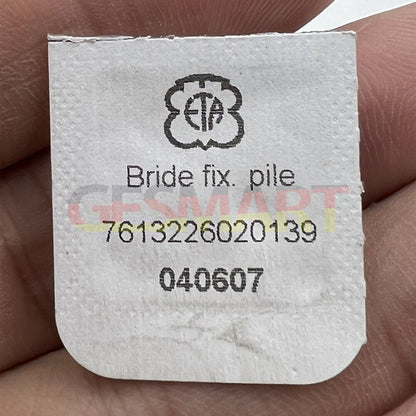 ETA
Bride fix. pile
GESMART
7613226020139
040607